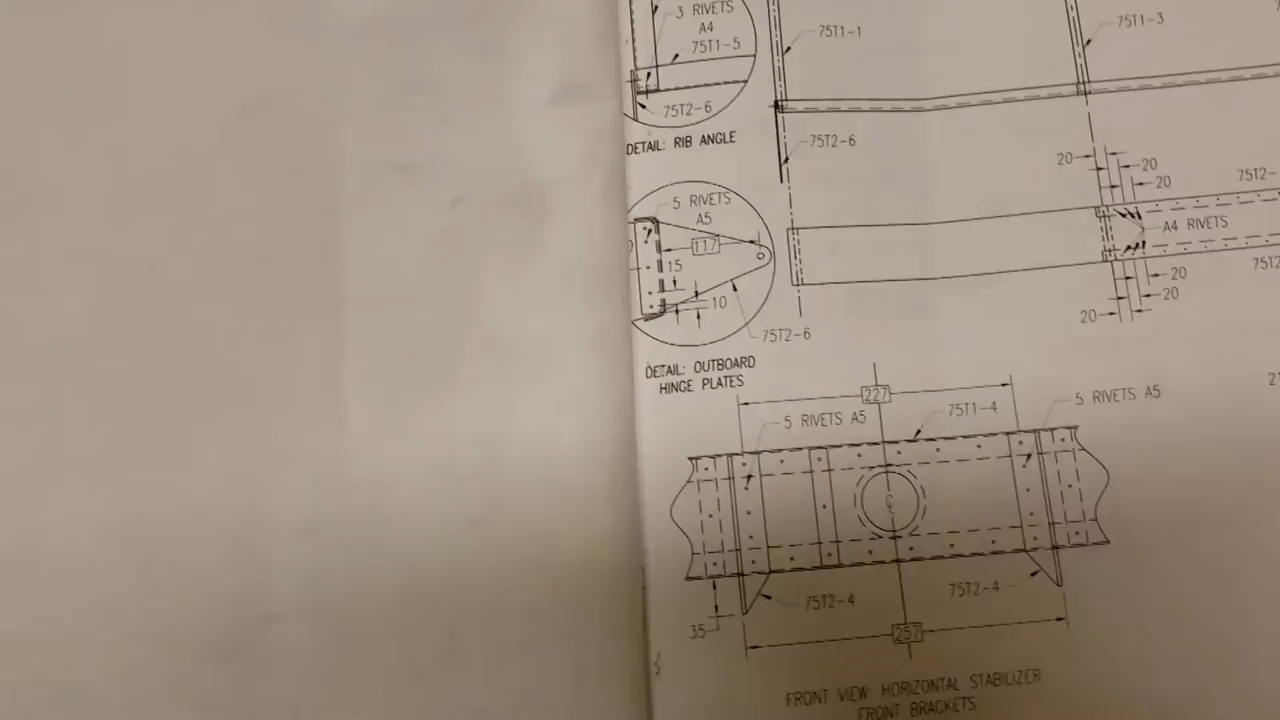 3 RIVETS
A4
75T1-5
75T2-6
DETAIL: RIB ANGLE
75T1-1
75T1-3
75T2-6
20
20
20
75T2-
A4 RIVETS
20
20
20
5 RIVETS
A5
117
15
10
75T2-6
DETAIL: OUTBOARD
HINGE PLATES
227
75T1-4
5 RIVETS A5
5 RIVETS A5
75T2-4
75T2-4
35
257
FRONT VIEW: HORIZONTAL STABILIZER
FRONT BRACKETS